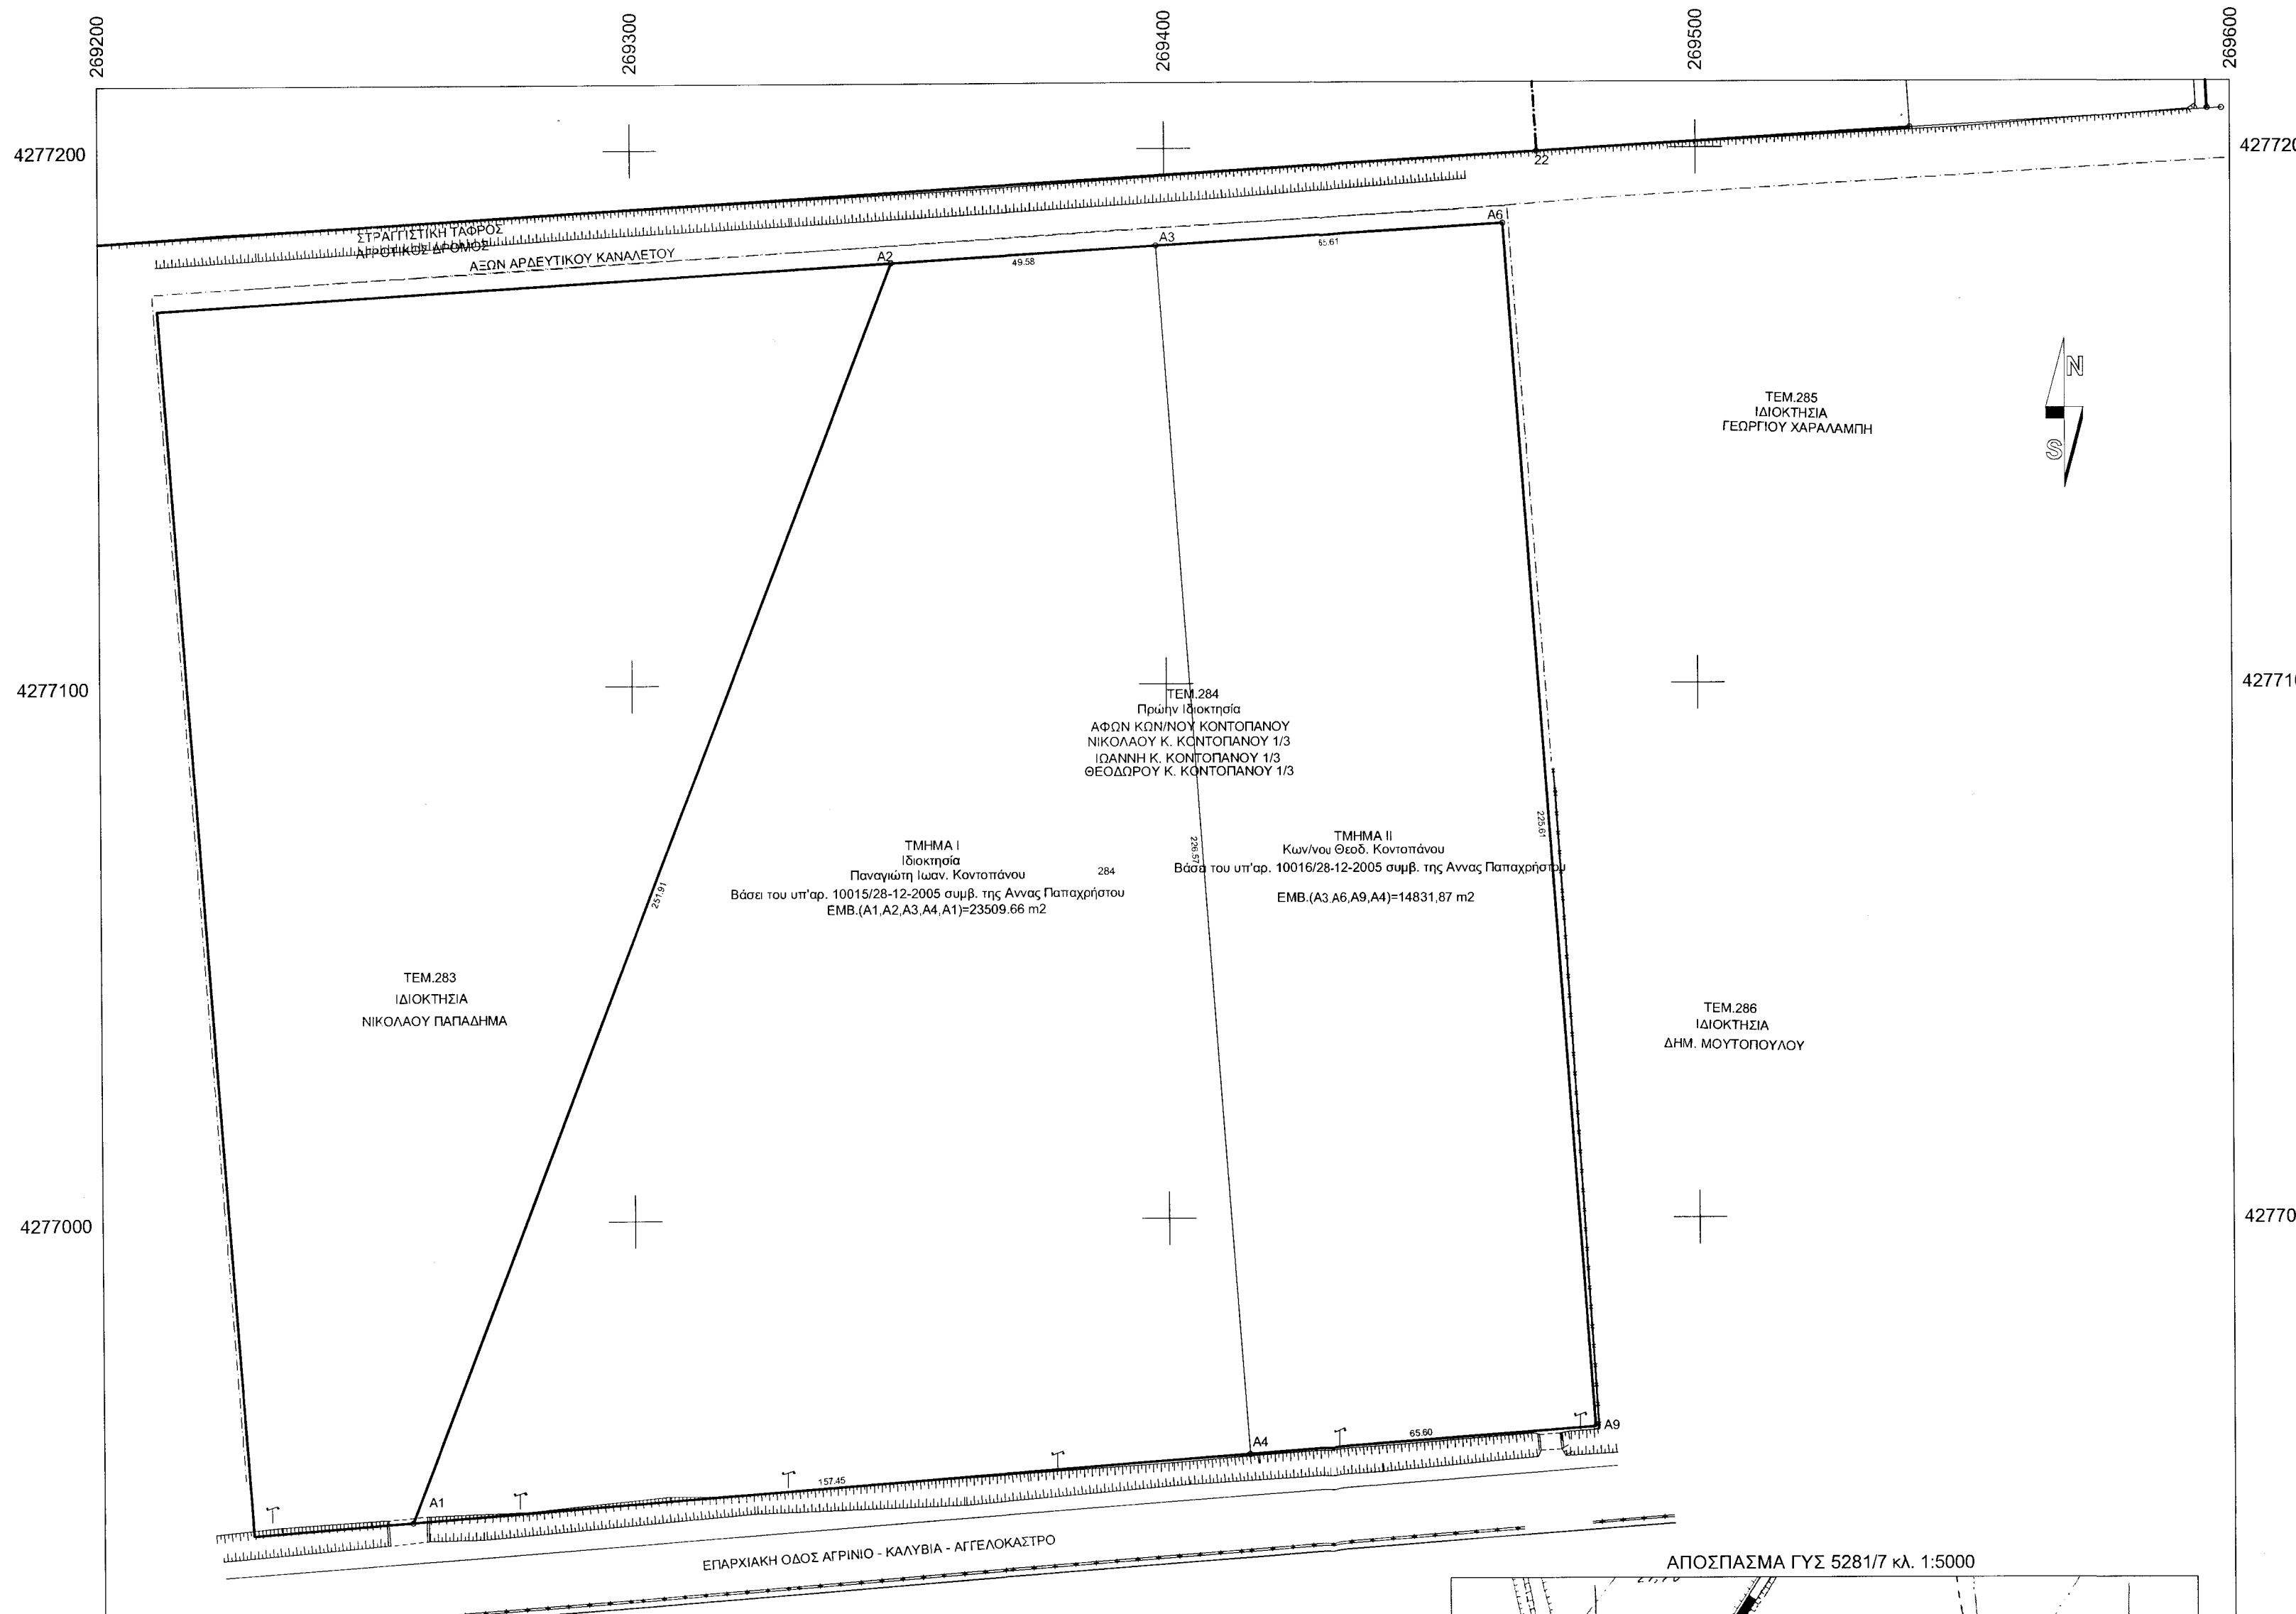 269200
269300
269400
269500
269600
4277200
22
ΣΤΡΑΓΓΙΣΤΙΚΗ ΤΑΦΡΟΣ
ΑΓΡΟΤΙΚΟΣ ΔΡΟΜΟΣ
ΑΞΩΝ ΑΡΔΕΥΤΙΚΟΥ ΚΑΝΑΛΕΤΟΥ
A2
49.58
A3
65.61
A6
N
S
ΤΕΜ.285
ΙΔΙΟΚΤΗΣΙΑ
ΓΕΩΡΓΙΟΥ ΧΑΡΑΛΑΜΠΗ
4277100
ΤΕΜ.284
Πρώην Ιδιοκτησία
ΑΦΩΝ ΚΩΝ/ΝΟΥ ΚΟΝΤΟΠΑΝΟΥ
ΝΙΚΟΛΑΟΥ Κ. ΚΟΝΤΟΠΑΝΟΥ 1/3
ΙΩΑΝΝΗ Κ. ΚΟΝΤΟΠΑΝΟΥ 1/3
ΘΕΟΔΩΡΟΥ Κ. ΚΟΝΤΟΠΑΝΟΥ 1/3
251.91
ΤΜΗΜΑ Ι
Ιδιοκτησία
Παναγιώτη Ιωαν. Κοντοπάνου
284
Βάσει του υπ'αρ. 10015/28-12-2005 συμβ. της Αννας Παπαχρήστου
ΕΜΒ.(Α1,Α2,Α3,Α4,Α1)=23509.66 m2
226.57
ΤΜΗΜΑ ΙΙ
Κων/νου Θεοδ. Κοντοπάνου
Βάσει του υπ'αρ. 10016/28-12-2005 συμβ. της Αννας Παπαχρήστου
ΕΜΒ.(Α3,Α6,Α9,Α4)=14831,87 m2
225.61
ΤΕΜ.283
ΙΔΙΟΚΤΗΣΙΑ
ΝΙΚΟΛΑΟΥ ΠΑΠΑΔΗΜΑ
ΤΕΜ.286
ΙΔΙΟΚΤΗΣΙΑ
ΔΗΜ. ΜΟΥΤΟΠΟΥΛΟΥ
4277000
A1
157.45
A4
65.60
A9
ΕΠΑΡΧΙΑΚΗ ΟΔΟΣ ΑΓΡΙΝΙΟ - ΚΑΛΥΒΙΑ - ΑΓΓΕΛΟΚΑΣΤΡΟ
ΑΠΟΣΠΑΣΜΑ ΓΥΣ 5281/7 κλ. 1:5000